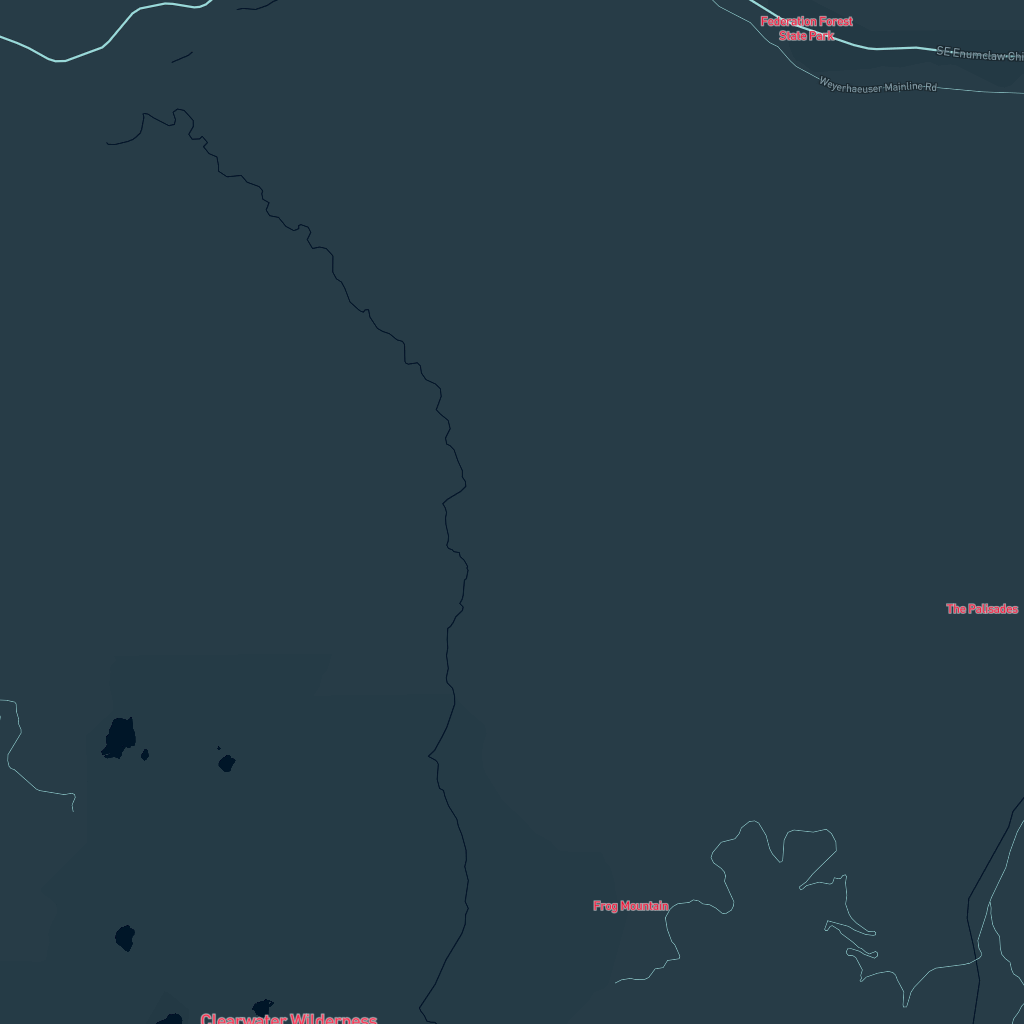 Federation Forest
State Park
SE Enumclaw Chi
Weyerhaeuser Mainline Rd
The Palisades
Frog Mountain
Clearwater Wilderness